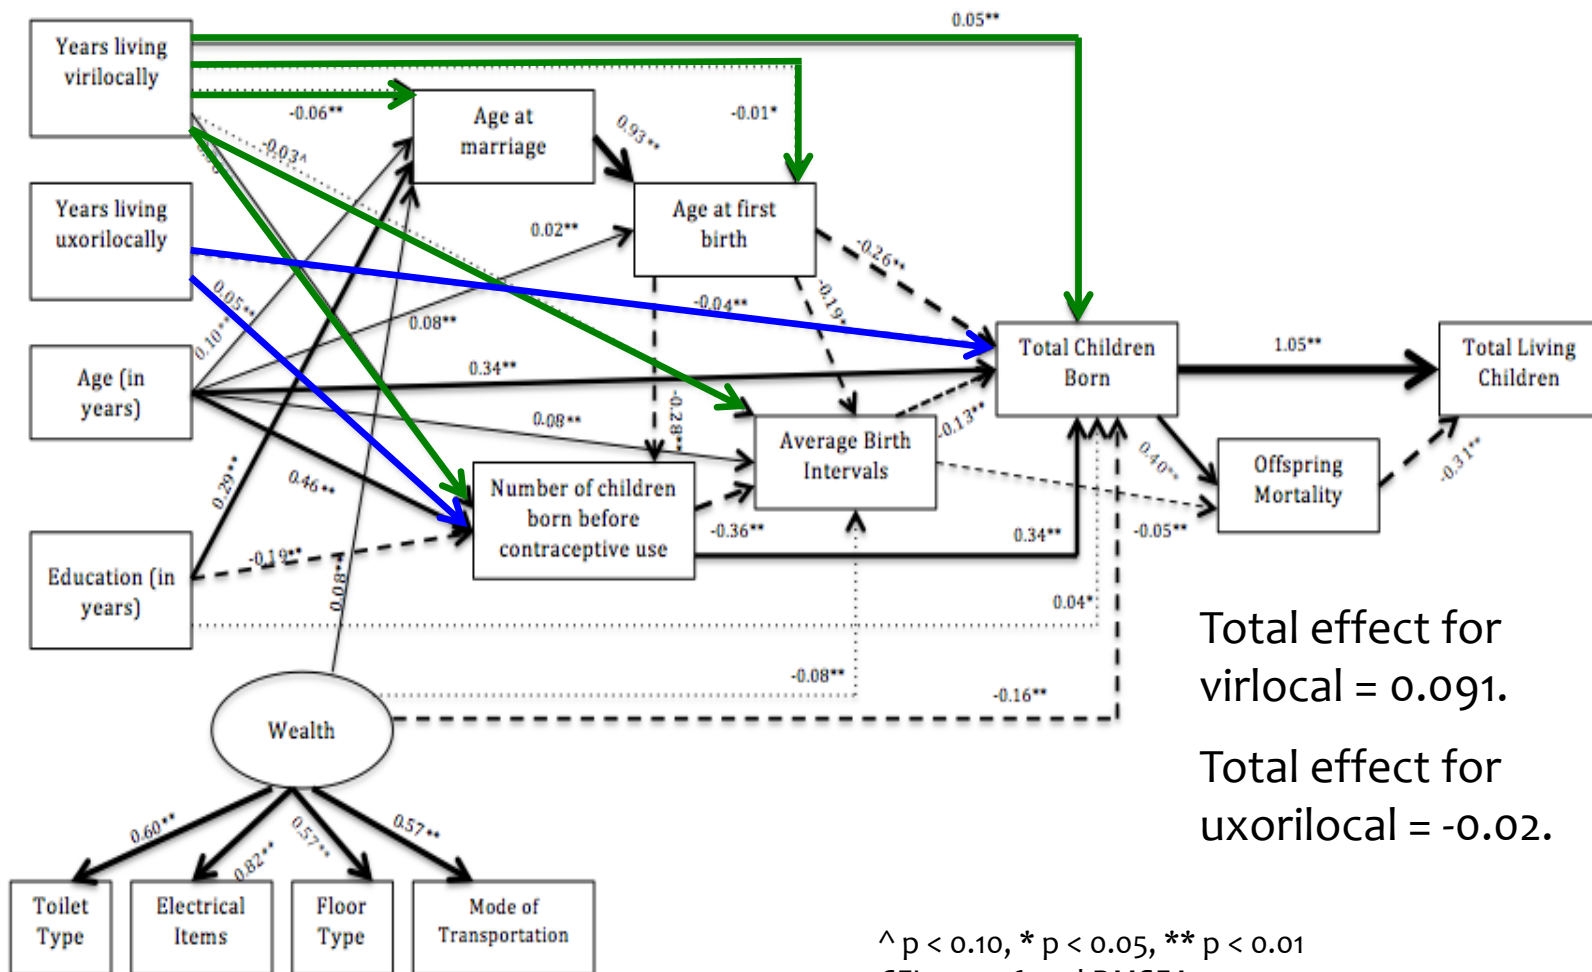 0.05**
Years living
virilocally
-0.06**
Age at
marriage
0.93**
-0.01*
-0.03^
Years living
uxorilocally
Age at first
birth
0.02**
-0.26**
0.05**
-0.04**
-0.19*
0.10**
0.08**
Age (in
years)
0.34**
Total Children
Born
1.05**
Total Living
Children
-0.28**
0.08**
-0.13**
Average Birth
Intervals
0.40**
Offspring
Mortality
-0.31**
0.29**
0.46**
Number of children
born before
contraceptive use
-0.36**
0.34**
-0.05**
-0.19**
Education (in
years)
0.08**
0.04*
Total effect for
virlocal = 0.091.
-0.08**
-0.16**
Wealth
Total effect for
uxorilocal = -0.02.
0.60**
0.82**
0.57**
0.57**
Toilet
Type
Electrical
Items
Floor
Type
Mode of
Transportation
^ p < 0.10, * p < 0.05, ** p < 0.01